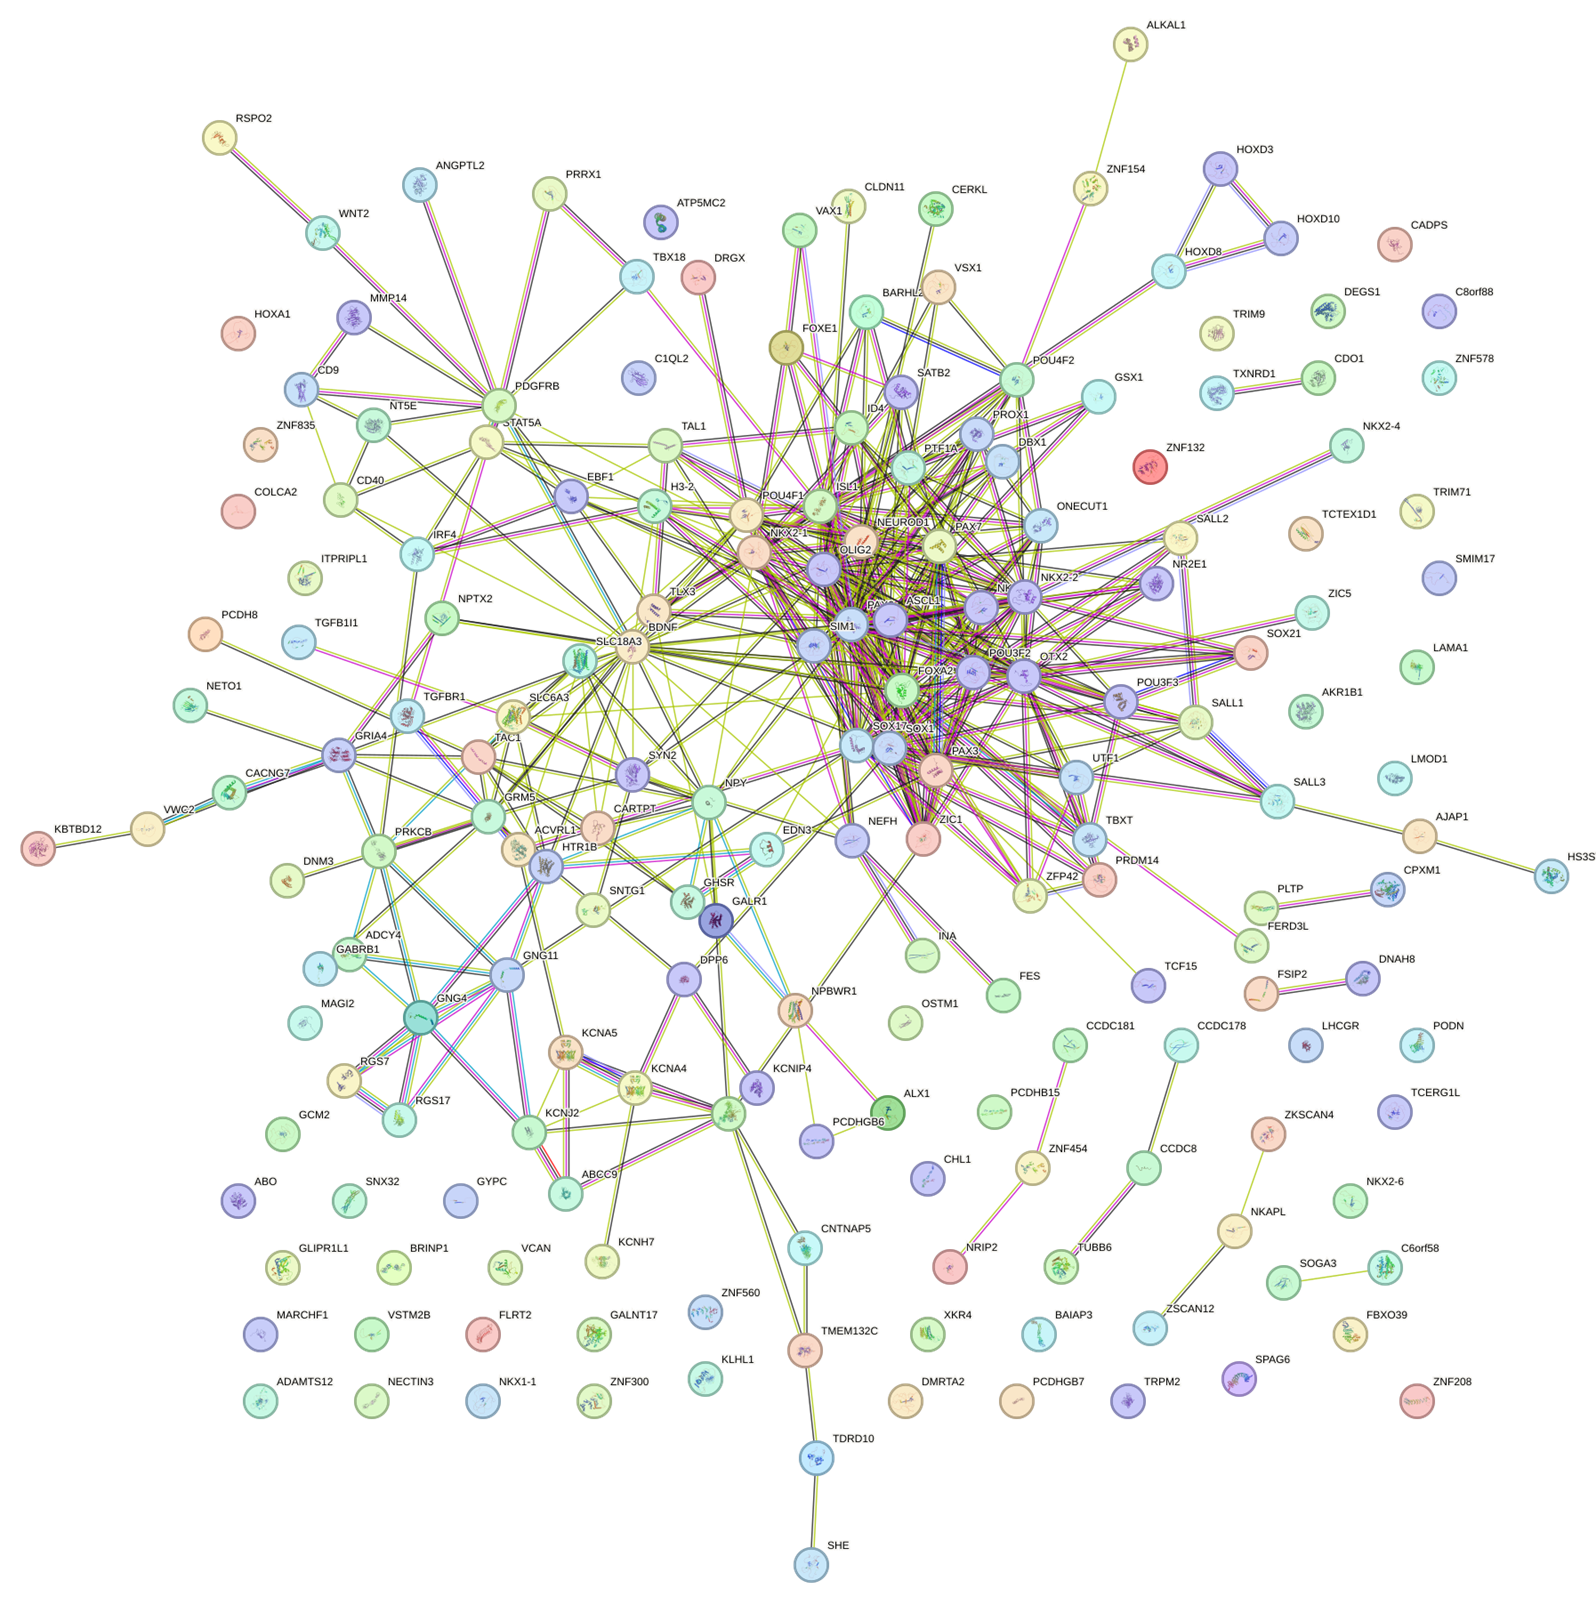 ALKAL1
RSPO2
HOXD3
ANGPTL2
PRRX1
ZNF154
CLDN11
CERKL
ATP5MC2
VAX1
WNT2
HOXD10
CADPS
TBX18
DRGX
HOXD8
VSX1
DEGS1
C8orf88
MMP14
BARHL2
HOXA1
FOXE1
TRIM9
C1QL2
POU4F2
CDO1
ZNF578
CD9
PDGFRB
SATB2
GSX1
TXNRD1
NT5E
STAT5A
ID4
PROX1
ZNF835
TAL1
DBX1
NKX2-4
PTF1A
ZNF132
CD40
EBF1
H3-2
ISL1
COLCA2
POU4F1
TRIM71
NEUROD1
PAX7
ONECUT1
SALL2
TCTEX1D1
IRF4
NKX2-1
OLIG2
ITPRIPL1
NKX2-2
NR2E1
SMIM17
TLX3
ASCL1
NPTX2
BDNF
SIM1
ZIC5
PCDH8
TGFB1I1
SLC18A3
POU3F2
OTX2
SOX21
LAMA1
FOXA2
NETO1
TGFBR1
SLC6A3
POU3F3
SALL1
AKR1B1
GRIA4
TAC1
SYN2
SOX17
SOX1
PAX3
UTF1
LMOD1
CACNG7
NPY
SALL3
VWC2
GRM5
CARTPT
KBTBD12
PRKCB
ACVRL1
EDN3
NEFH
ZIC1
TBXT
AJAP1
HTR1B
PRDM14
HS3S
DNM3
SNTG1
GHSR
ZFP42
CPXM1
GALR1
PLTP
ADCY4
GABRB1
GNG11
INA
FERD3L
DPP6
FES
TCF15
FSIP2
DNAH8
MAGI2
GNG4
NPBWR1
OSTM1
CCDC181
CCDC178
LHCGR
PODN
RGS7
KCNA5
KCNA4
KCNIP4
RGS17
ALX1
PCDHB15
TCERG1L
GCM2
KCNJ2
PCDHGB6
ZKSCAN4
ABO
SNX32
GYPC
ABCC9
CHL1
ZNF454
CCDC8
NKX2-6
CNTNAP5
NKAPL
GLIPR1L1
BRINP1
VCAN
KCNH7
NRIP2
TUBB6
SOGA3
C6orf58
ZNF560
MARCHF1
VSTM2B
FLRT2
GALNT17
TMEM132C
XKR4
BAIAP3
ZSCAN12
FBXO39
KLHL1
SPAG6
ADAMTS12
NECTIN3
NKX1-1
ZNF300
DMRTA2
PCDHGB7
TRPM2
ZNF208
TDRD10
SHE